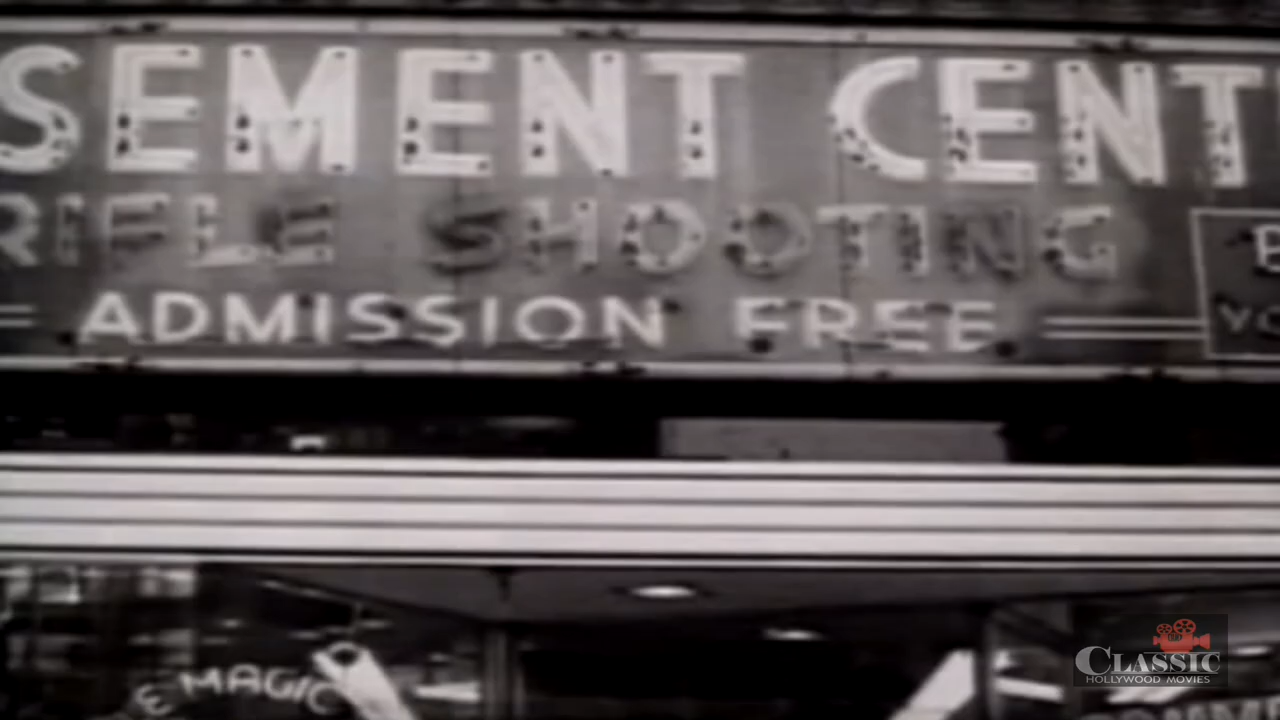 SEMENT CENT
RIFLE SHOOTING
ADMISSION FREE
MAGIC
CLASSIC
HOLLYWOOD MOVIES